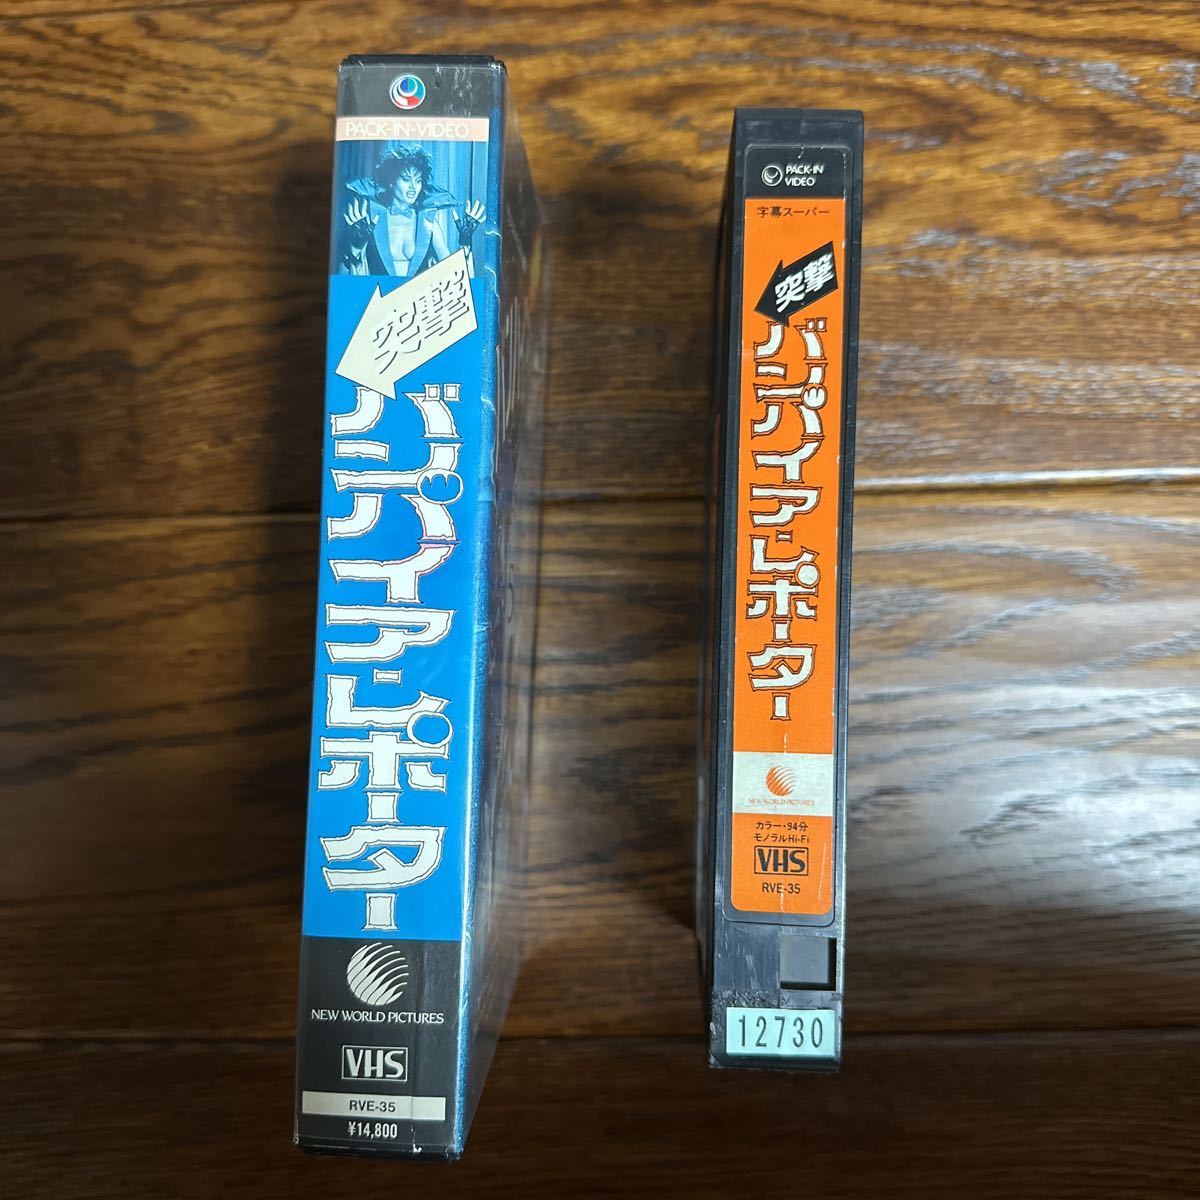 PACK-IN-VIDEO
突撃
バンパイア・レポーター
NEW WORLD PICTURES
VHS
RVE-35
¥14,800
PACK-IN
VIDEO
字幕スーパー
突撃
バンパイア・レポーター
NEW WORLD PICTURES
カラー・94分
モノラルHi-Fi
VHS
RVE-35
12730